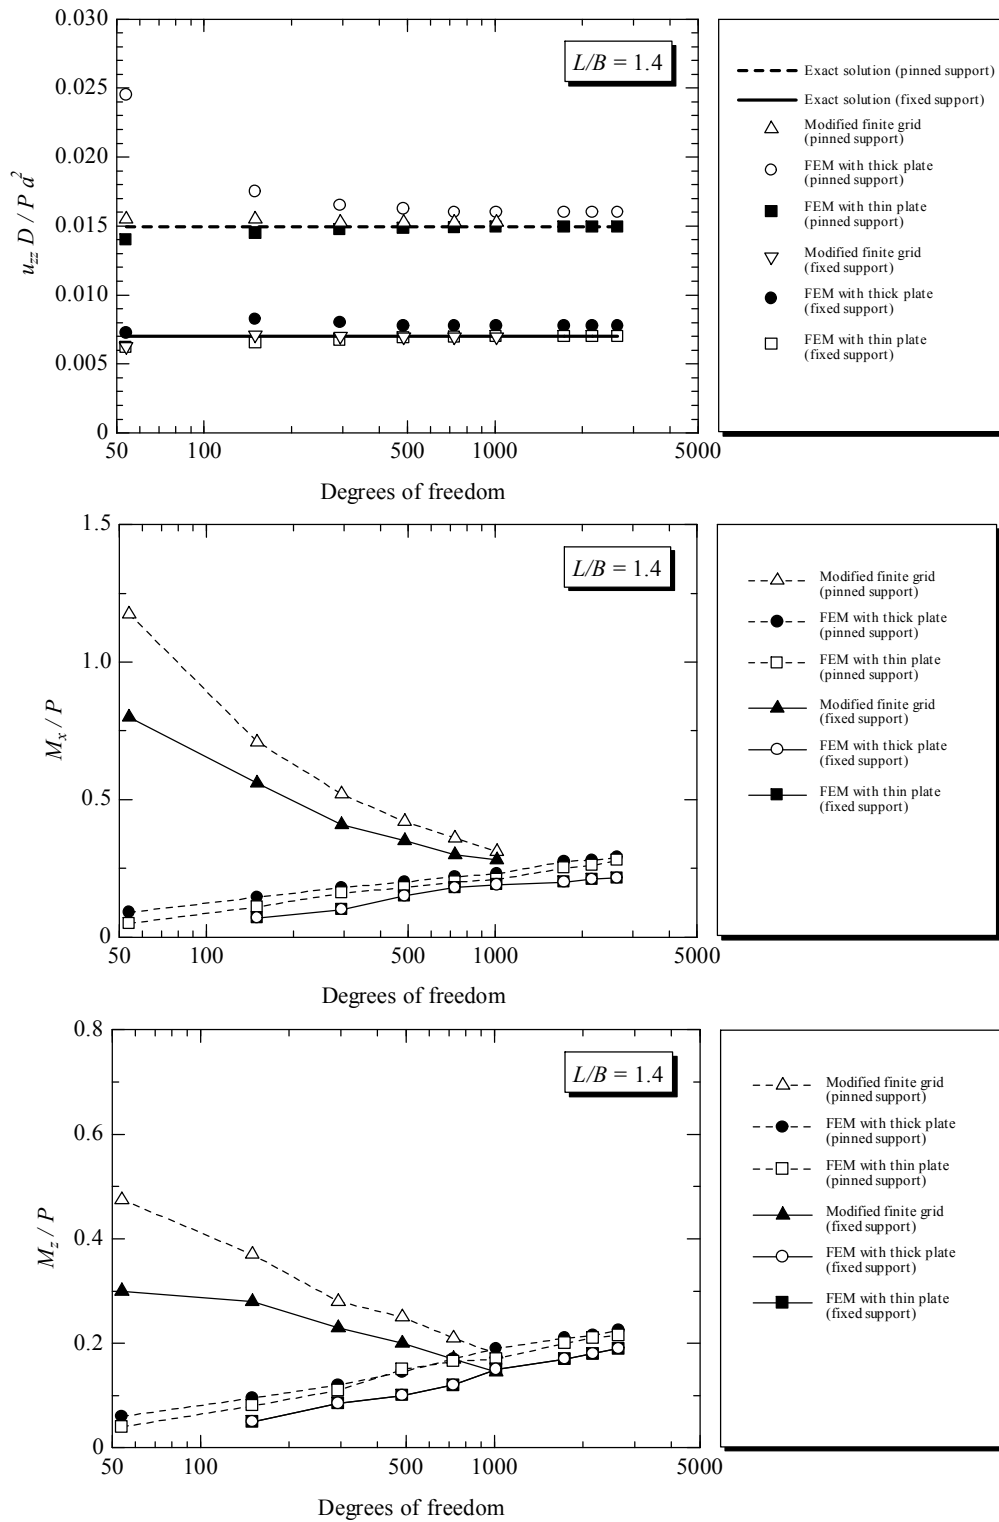 0.030
0.025
0.020
0.015
0.010
0.005
0
u_zz D / P a^2
L/B = 1.4
50 100 500 1000 5000
Degrees of freedom
Exact solution (pinned support)
Exact solution (fixed support)
Modified finite grid
(pinned support)
FEM with thick plate
(pinned support)
FEM with thin plate
(pinned support)
Modified finite grid
(fixed support)
FEM with thick plate
(fixed support)
FEM with thin plate
(fixed support)
1.5
1.0
0.5
0
M_x / P
L/B = 1.4
50 100 500 1000 5000
Degrees of freedom
Modified finite grid
(pinned support)
FEM with thick plate
(pinned support)
FEM with thin plate
(pinned support)
Modified finite grid
(fixed support)
FEM with thick plate
(fixed support)
FEM with thin plate
(fixed support)
0.8
0.6
0.4
0.2
0
M_z / P
L/B = 1.4
50 100 500 1000 5000
Degrees of freedom
Modified finite grid
(pinned support)
FEM with thick plate
(pinned support)
FEM with thin plate
(pinned support)
Modified finite grid
(fixed support)
FEM with thick plate
(fixed support)
FEM with thin plate
(fixed support)